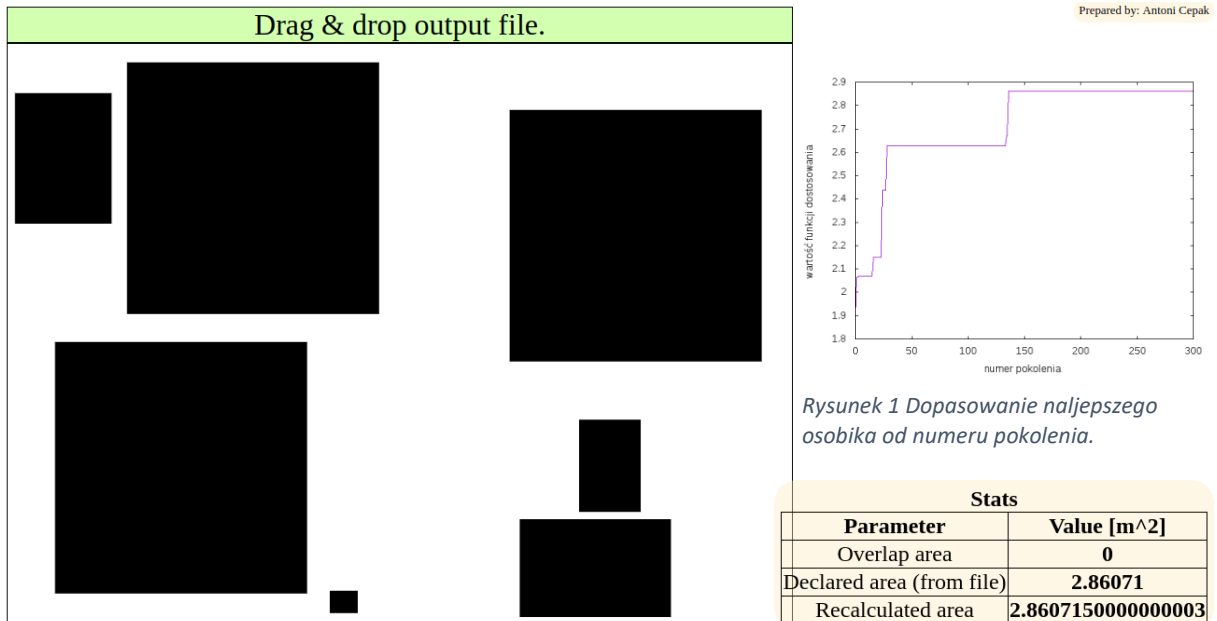 Prepared by: Antoni Cepak
Drag & drop output file.
2.9
2.8
2.7
2.6
2.5
2.4
2.3
2.2
2.1
2
1.9
1.8
wartość funkcji dostosowania
0 50 100 150 200 250 300
numer pokolenia
Rysunek 1 Dopasowanie naljepszego
osobika od numeru pokolenia.
Stats
Parameter Value [m^2]
Overlap area 0
Declared area (from file) 2.86071
Recalculated area 2.8607150000000003